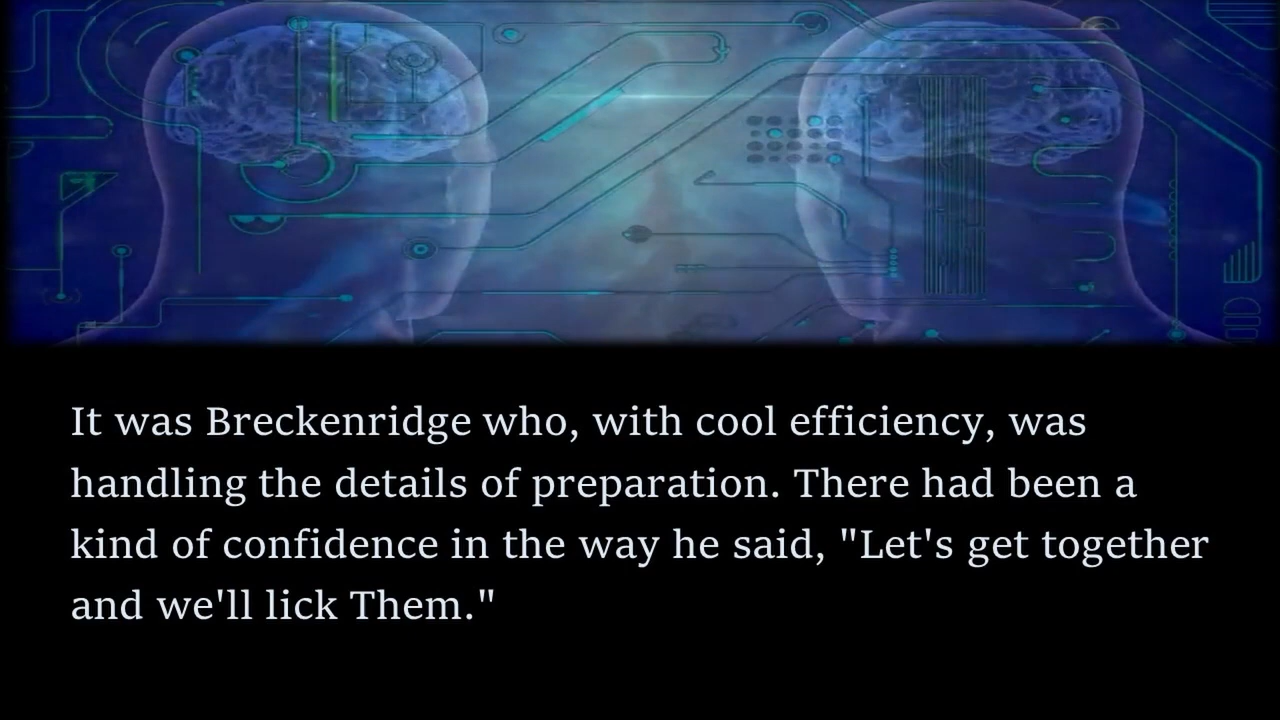 It was Breckenridge who, with cool efficiency, was
handling the details of preparation. There had been a
kind of confidence in the way he said, "Let's get together
and we'll lick Them."